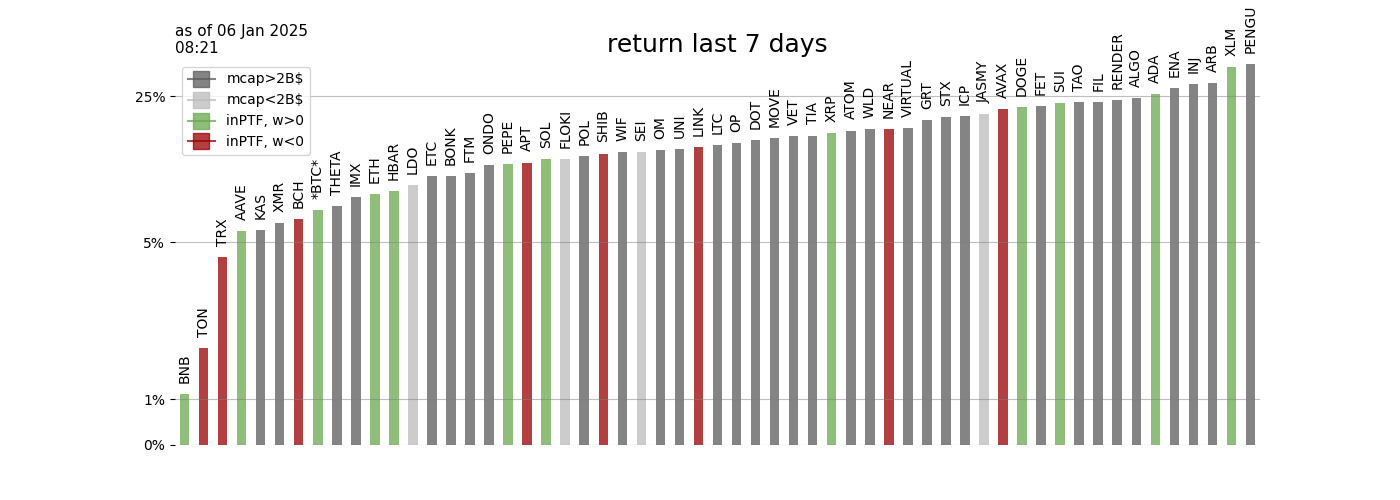 as of 06 Jan 2025
08:21
return last 7 days
mcap>2B$
mcap<2B$
inPTF, w>0
inPTF, w<0
25%
5%
1%
0%
BNB
TON
TRX
AAVE
KAS
XMR
BCH
*BTC*
THETA
IMX
ETH
HBAR
LDO
ETC
BONK
FTM
ONDO
PEPE
APT
SOL
FLOKI
POL
SHIB
WIF
SEI
OM
UNI
LINK
LTC
OP
DOT
MOVE
VET
TIA
XRP
ATOM
WLD
NEAR
VIRTUAL
GRT
STX
ICP
JASMY
AVAX
DOGE
FET
SUI
TAO
FIL
RENDER
ALGO
ADA
ENA
INJ
ARB
XLM
PENGU